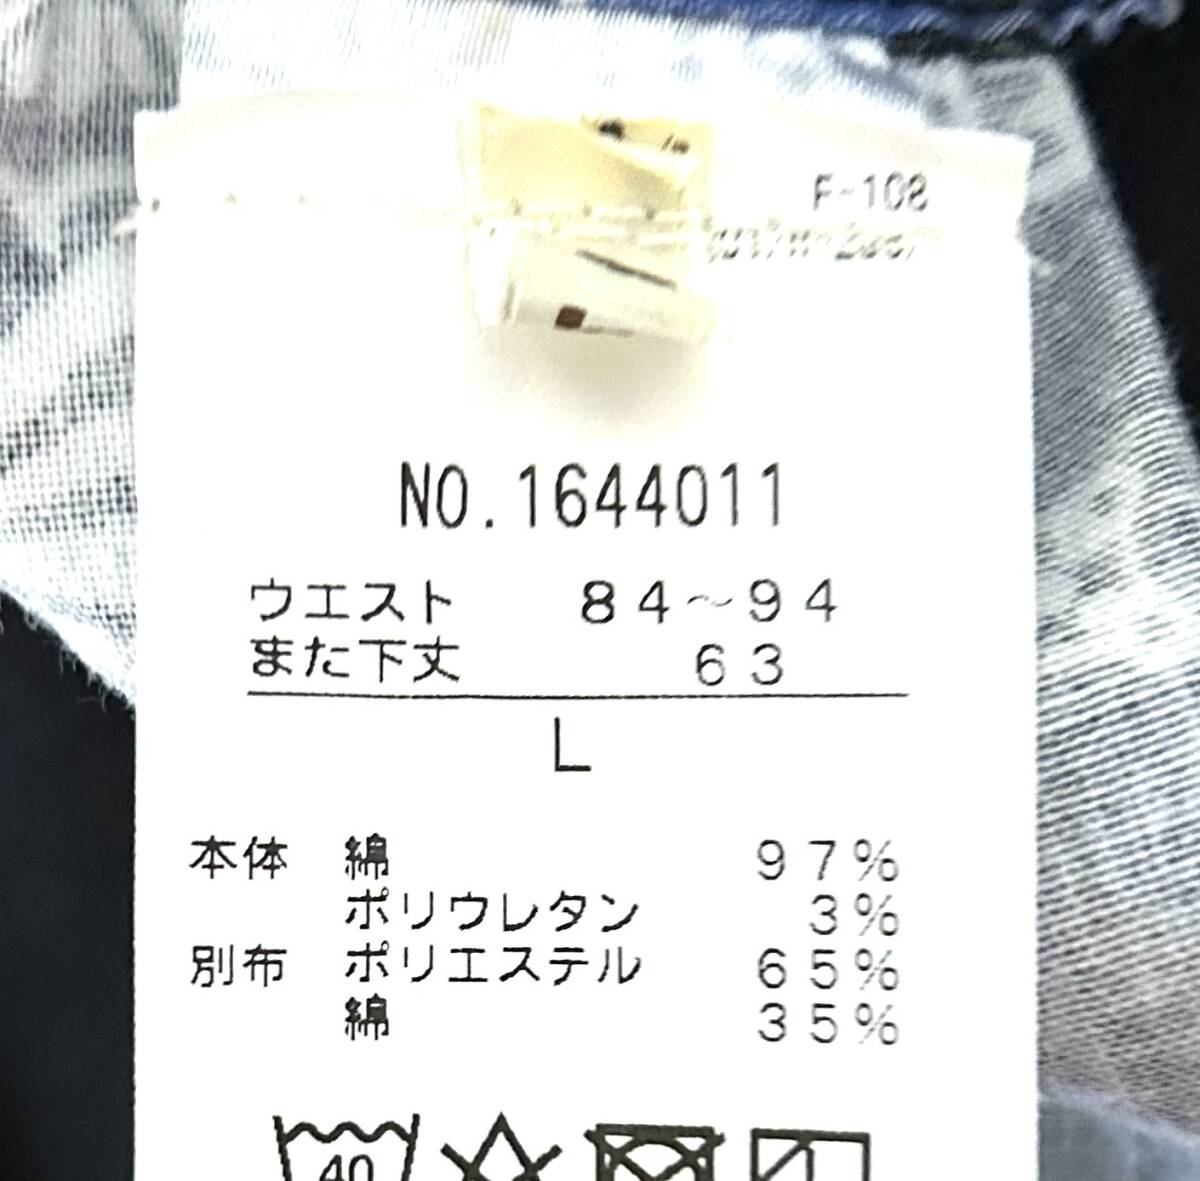 F-108
NO.1644011
ウエスト 84～94
また下丈 63
L
本体 綿 97%
ポリウレタン 3%
別布 ポリエステル 65%
綿 35%
40